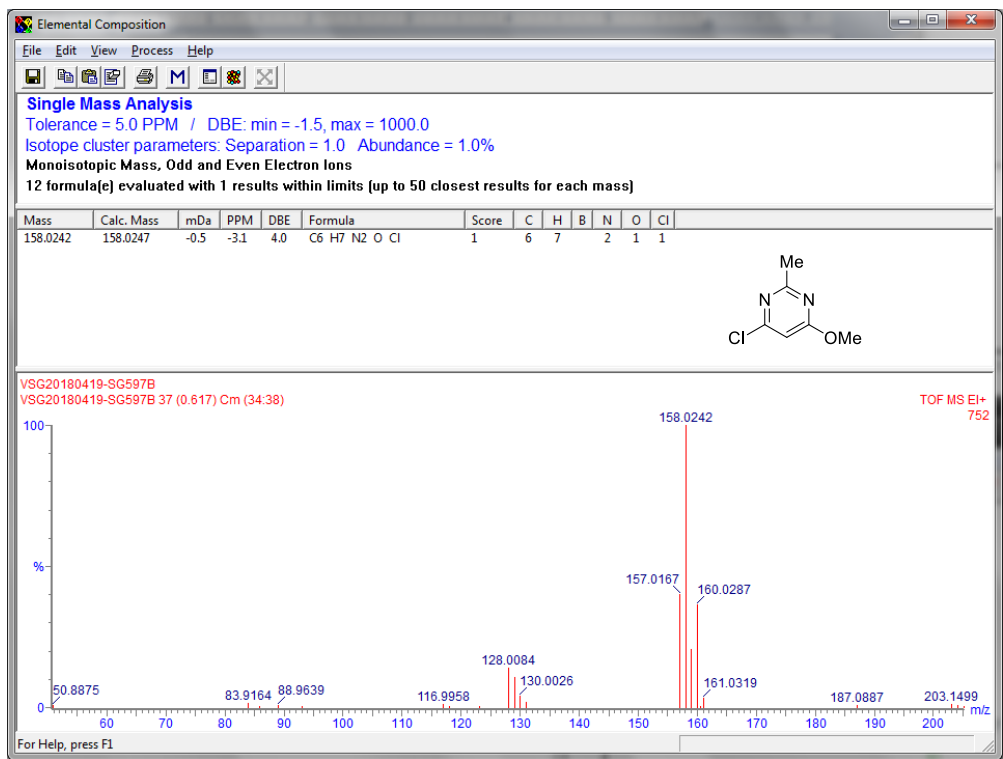 Elemental Composition
File Edit View Process Help
M
Single Mass Analysis
Tolerance = 5.0 PPM / DBE: min = -1.5, max = 1000.0
Isotope cluster parameters: Separation = 1.0 Abundance = 1.0%
Monoisotopic Mass, Odd and Even Electron Ions
12 formula(e) evaluated with 1 results within limits (up to 50 closest results for each mass)
Mass Calc. Mass mDa PPM DBE Formula Score C H B N O Cl
158.0242 158.0247 -0.5 -3.1 4.0 C6 H7 N2 O Cl 1 6 7 2 1 1
Me
N N
Cl OMe
VSG20180419-SG597B
VSG20180419-SG597B 37 (0.617) Cm (34:38) TOF MS EI+
752
158.0242
100
%
157.0167
160.0287
128.0084
130.0026
50.8875 83.9164 88.9639 116.9958 161.0319 187.0887 203.1499
0 m/z
60 70 80 90 100 110 120 130 140 150 160 170 180 190 200
For Help, press F1